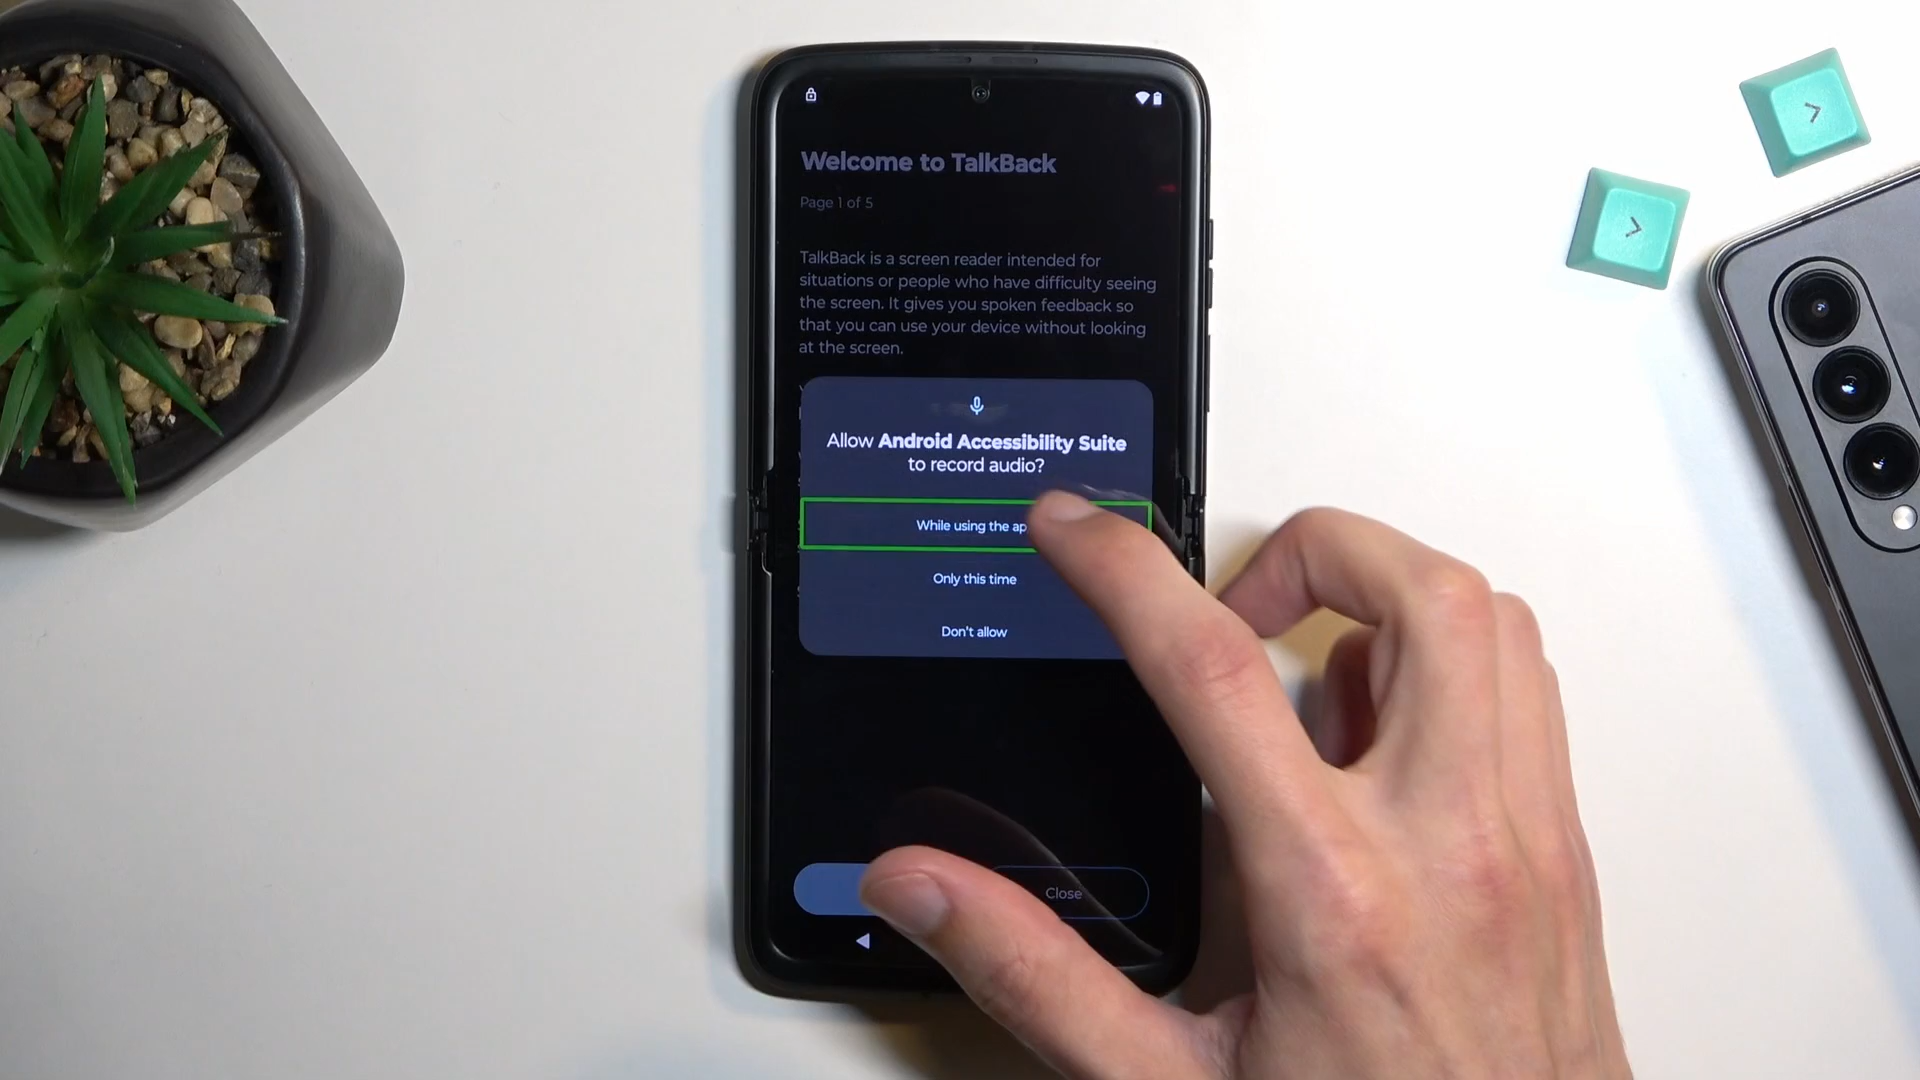 Welcome to TalkBack
Page 1 of 5
TalkBack is a screen reader intended for
situations or people who have difficulty seeing
the screen. It gives you spoken feedback so
that you can use your device without looking
at the screen.
Allow Android Accessibility Suite
to record audio?
While using the
Only this time
Don't allow
Close